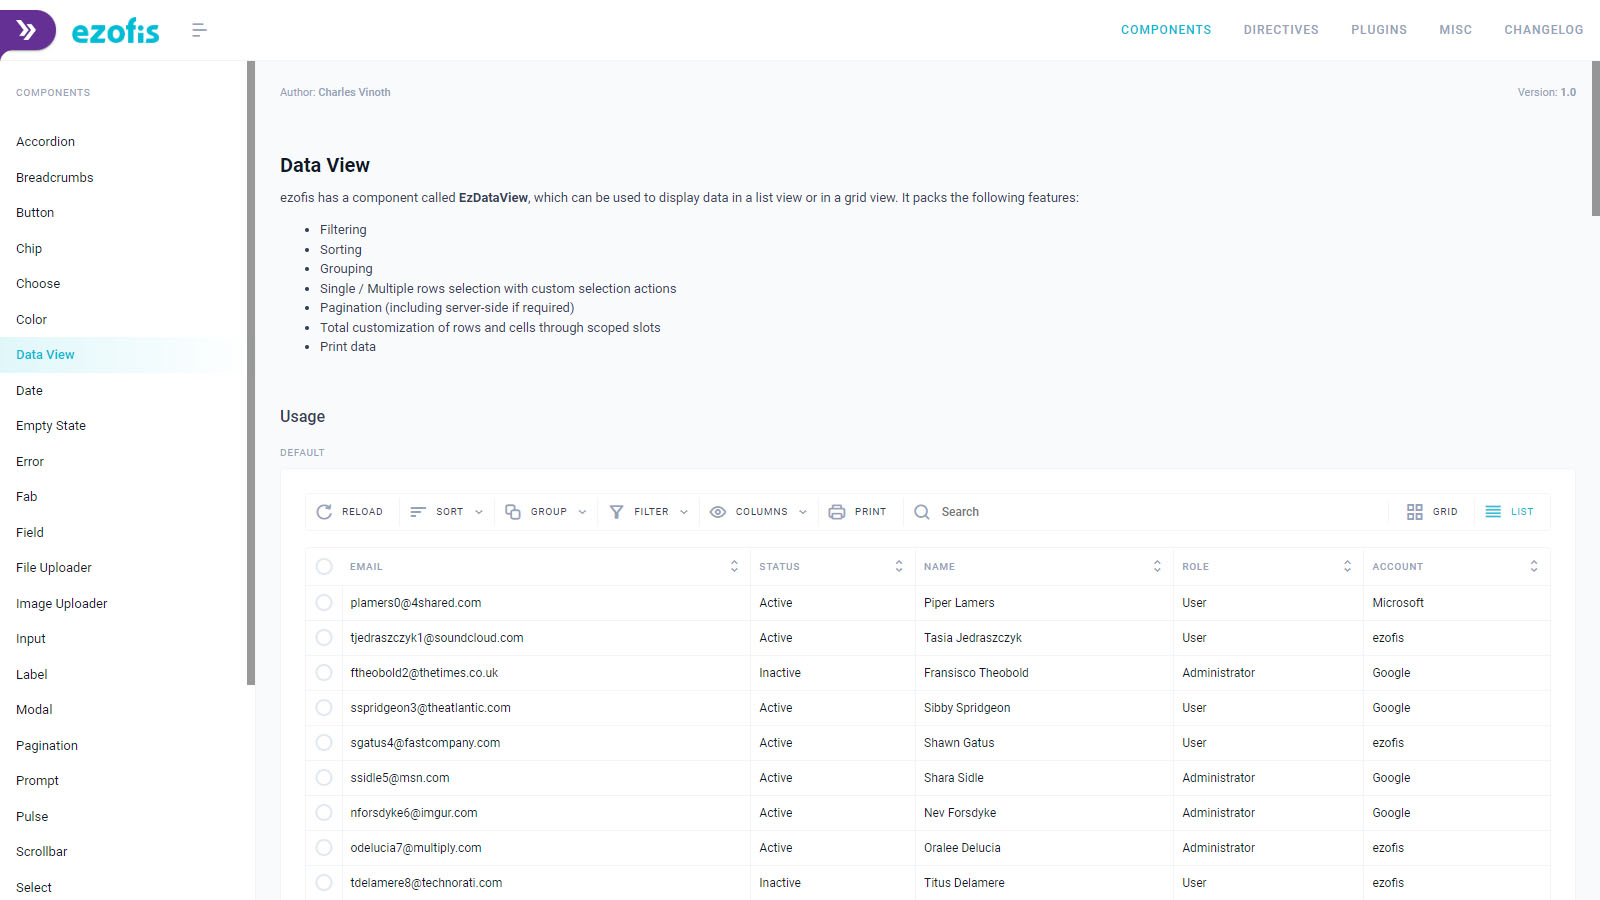 ezofis
COMPONENTS DIRECTIVES PLUGINS MISC CHANGELOG
COMPONENTS
Accordion
Breadcrumbs
Button
Chip
Choose
Color
Data View
Date
Empty State
Error
Fab
Field
File Uploader
Image Uploader
Input
Label
Modal
Pagination
Prompt
Pulse
Scrollbar
Select
Author: Charles Vinoth
Version: 1.0
Data View
ezofis has a component called EzDataView, which can be used to display data in a list view or in a grid view. It packs the following features:
• Filtering
• Sorting
• Grouping
• Single / Multiple rows selection with custom selection actions
• Pagination (including server-side if required)
• Total customization of rows and cells through scoped slots
• Print data
Usage
DEFAULT
RELOAD SORT GROUP FILTER COLUMNS PRINT Search GRID LIST
EMAIL STATUS NAME ROLE ACCOUNT
plamers0@4shared.com Active Piper Lamers User Microsoft
tjedraszczyk1@soundcloud.com Active Tasia Jedraszczyk User ezofis
ftheobold2@thetimes.co.uk Inactive Fransisco Theobold Administrator Google
sspridgeon3@theatlantic.com Active Sibby Spridgeon User Google
sgatus4@fastcompany.com Active Shawn Gatus User ezofis
ssidle5@msn.com Active Shara Sidle Administrator Google
nforsdyke6@imgur.com Active Nev Forsdyke Administrator Google
odelucia7@multiply.com Active Oralee Delucia Administrator ezofis
tdelamere8@technorati.com Inactive Titus Delamere User ezofis